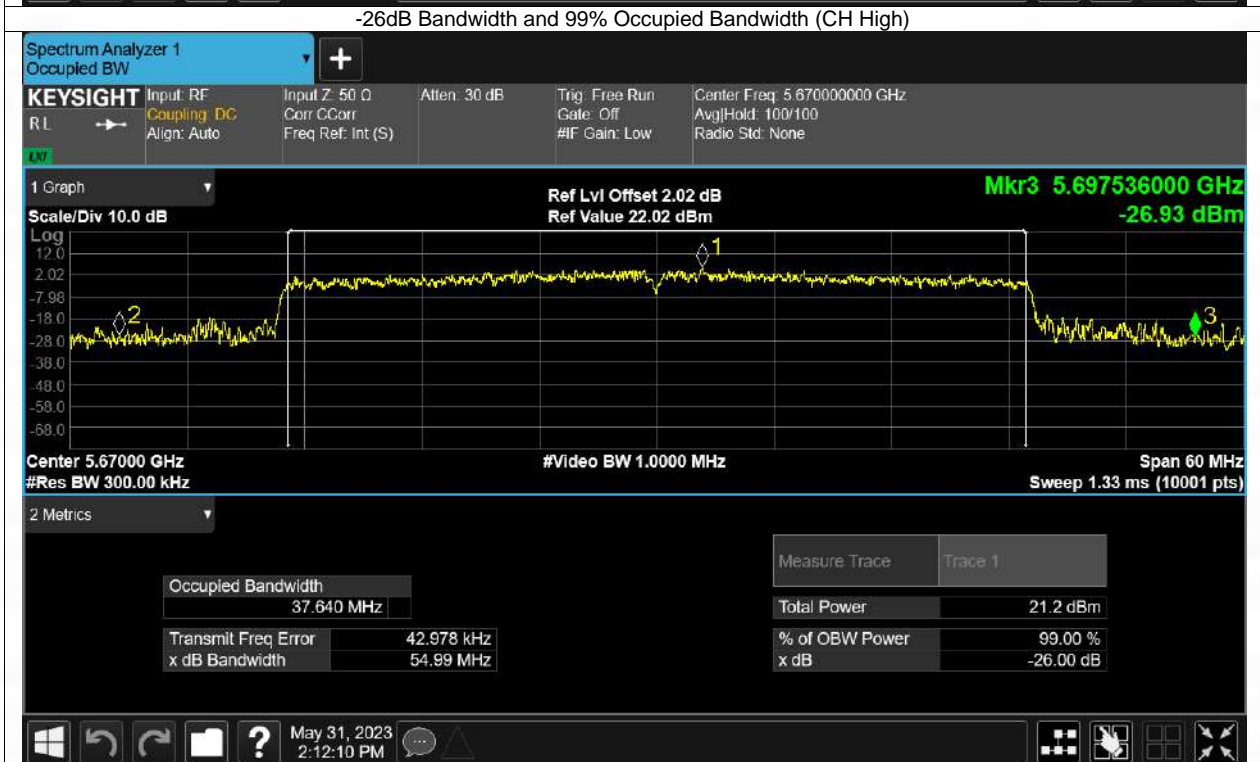 -26dB Bandwidth and 99% Occupied Bandwidth (CH High)
Spectrum Analyzer 1
Occupied BW
+
KEYSIGHT Input: RF Input Z: 50 Ω Atten: 30 dB Trig: Free Run Center Freq: 5.670000000 GHz
RL Coupling: DC Corr CCorr Gate: Off Avg|Hold: 100/100
Align: Auto Freq Ref: Int (S) #IF Gain: Low Radio Std: None
LXI
1 Graph Ref Lvl Offset 2.02 dB Mkr3 5.697536000 GHz
Scale/Div 10.0 dB Ref Value 22.02 dBm -26.93 dBm
Log
12.0
1
2.02
-7.98
-18.0
2
3
-28.0
-38.0
-48.0
-58.0
-68.0
Center 5.67000 GHz #Video BW 1.0000 MHz Span 60 MHz
#Res BW 300.00 kHz Sweep 1.33 ms (10001 pts)
2 Metrics
Measure Trace Trace 1
Occupied Bandwidth
37.640 MHz Total Power 21.2 dBm
Transmit Freq Error 42.978 kHz % of OBW Power 99.00 %
x dB Bandwidth 54.99 MHz x dB -26.00 dB
? May 31, 2023
2:12:10 PM